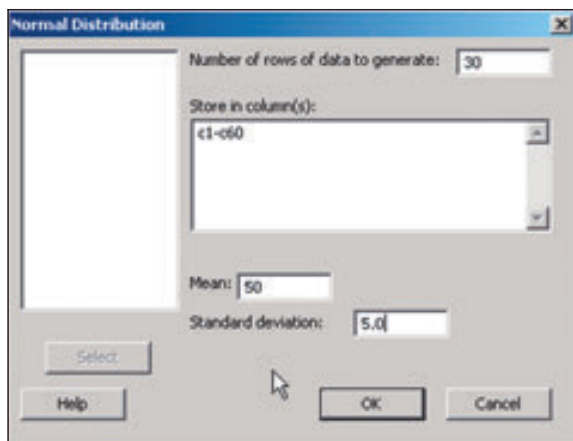 Normal Distribution
Number of rows of data to generate: 30
Store in column(s):
c1-c60
Mean: 50
Standard deviation: 5.0
Select
Help
OK
Cancel